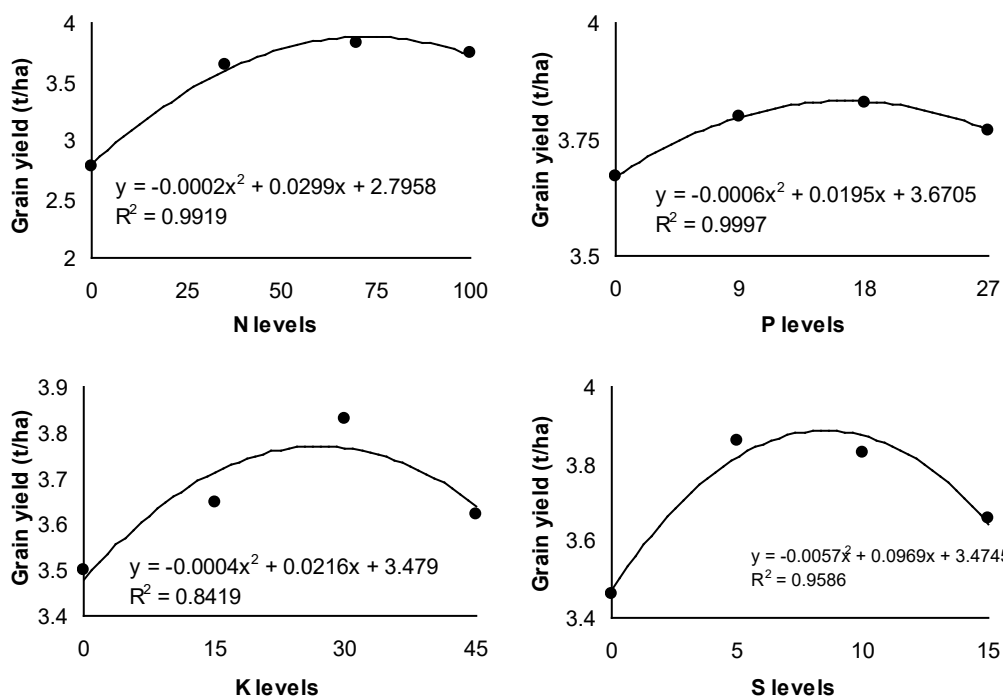 Grain yield (t/ha)
4
3.5
3
2.5
2
y = -0.0002x² + 0.0299x + 2.7958
R² = 0.9919
0 25 50 75 100
N levels
Grain yield (t/ha)
4
3.75
3.5
y = -0.0006x² + 0.0195x + 3.6705
R² = 0.9997
0 9 18 27
P levels
Grain yield (t/ha)
3.9
3.8
3.7
3.6
3.5
3.4
y = -0.0004x² + 0.0216x + 3.479
R² = 0.8419
0 15 30 45
K levels
Grain yield (t/ha)
4
3.8
3.6
3.4
y = -0.0057x² + 0.0969x + 3.4745
R² = 0.9586
0 5 10 15
S levels